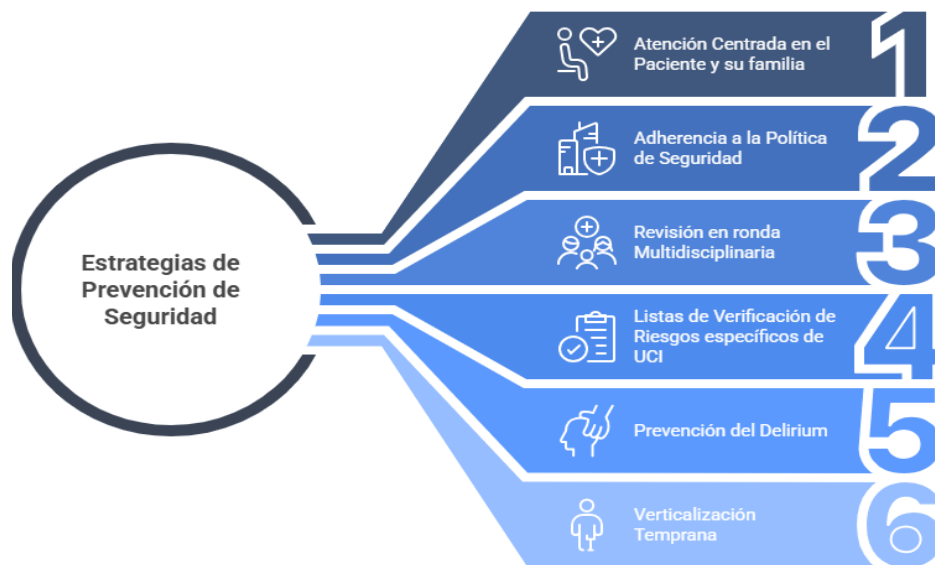 Estrategias de
Prevención de
Seguridad
Atención Centrada en el
Paciente y su familia
1
Adherencia a la Política
de Seguridad
2
Revisión en ronda
Multidisciplinaria
3
Listas de Verificación de
Riesgos específicos de
UCI
4
Prevención del Delirium
5
Verticalización
Temprana
6